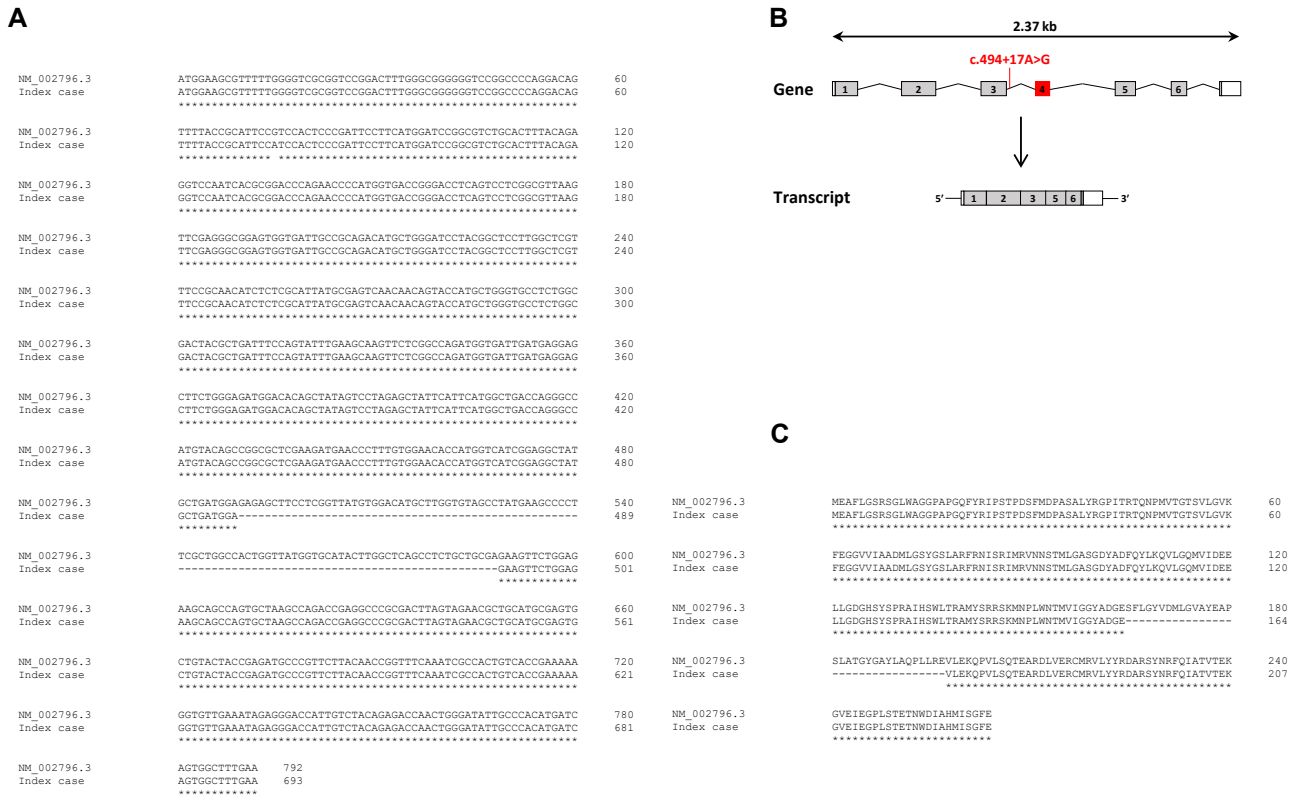 A
NM_002796.3 ATGGAAGCGTTTTTGGGGTCGCGGTCCGGACTTTGGGCGGGGGGTCCGGCCCCAGGACAG 60
Index case ATGGAAGCGTTTTTGGGGTCGCGGTCCGGACTTTGGGCGGGGGGTCCGGCCCCAGGACAG 60
************************************************************
NM_002796.3 TTTTACCGCATTCCGTCCACTCCCGATTCCTTCATGGATCCGGCGTCTGCACTTTACAGA 120
Index case TTTTACCGCATTCCATCCACTCCCGATTCCTTCATGGATCCGGCGTCTGCACTTTACAGA 120
************** *********************************************
NM_002796.3 GGTCCAATCACGCGGACCCAGAACCCCATGGTGACCGGGACCTCAGTCCTCGGCGTTAAG 180
Index case GGTCCAATCACGCGGACCCAGAACCCCATGGTGACCGGGACCTCAGTCCTCGGCGTTAAG 180
************************************************************
NM_002796.3 TTCGAGGGCGGAGTGGTGATTGCCGCAGACATGCTGGGATCCTACGGCTCCTTGGCTCGT 240
Index case TTCGAGGGCGGAGTGGTGATTGCCGCAGACATGCTGGGATCCTACGGCTCCTTGGCTCGT 240
************************************************************
NM_002796.3 TTCCGCAACATCTCTCGCATTATGCGAGTCAACAACAGTACCATGCTGGGTGCCTCTGGC 300
Index case TTCCGCAACATCTCTCGCATTATGCGAGTCAACAACAGTACCATGCTGGGTGCCTCTGGC 300
************************************************************
NM_002796.3 GACTACGCTGATTTCCAGTATTTGAAGCAAGTTCTCGGCCAGATGGTGATTGATGAGGAG 360
Index case GACTACGCTGATTTCCAGTATTTGAAGCAAGTTCTCGGCCAGATGGTGATTGATGAGGAG 360
************************************************************
NM_002796.3 CTTCTGGGAGATGGACACAGCTATAGTCCTAGAGCTATTCATTCATGGCTGACCAGGGCC 420
Index case CTTCTGGGAGATGGACACAGCTATAGTCCTAGAGCTATTCATTCATGGCTGACCAGGGCC 420
************************************************************
NM_002796.3 ATGTACAGCCGGCGCTCGAAGATGAACCCTTTGTGGAACACCATGGTCATCGGAGGCTAT 480
Index case ATGTACAGCCGGCGCTCGAAGATGAACCCTTTGTGGAACACCATGGTCATCGGAGGCTAT 480
************************************************************
NM_002796.3 GCTGATGGAGAGAGCTTCCTCGGTTATGTGGACATGCTTGGTGTAGCCTATGAAGCCCCT 540
Index case GCTGATGGA--------------------------------------------------- 489
*********
NM_002796.3 TCGCTGGCCACTGGTTATGGTGCATACTTGGCTCAGCCTCTGCTGCGAGAAGTTCTGGAG 600
Index case ------------------------------------------------GAAGTTCTGGAG 501
************
NM_002796.3 AAGCAGCCAGTGCTAAGCCAGACCGAGGCCCGCGACTTAGTAGAACGCTGCATGCGAGTG 660
Index case AAGCAGCCAGTGCTAAGCCAGACCGAGGCCCGCGACTTAGTAGAACGCTGCATGCGAGTG 561
************************************************************
NM_002796.3 CTGTACTACCGAGATGCCCGTTCTTACAACCGGTTTCAAATCGCCACTGTCACCGAAAAA 720
Index case CTGTACTACCGAGATGCCCGTTCTTACAACCGGTTTCAAATCGCCACTGTCACCGAAAAA 621
************************************************************
NM_002796.3 GGTGTTGAAATAGAGGGACCATTGTCTACAGAGACCAACTGGGATATTGCCCACATGATC 780
Index case GGTGTTGAAATAGAGGGACCATTGTCTACAGAGACCAACTGGGATATTGCCCACATGATC 681
************************************************************
NM_002796.3 AGTGGCTTTGAA 792
Index case AGTGGCTTTGAA 693
************
B
2.37 kb
c.494+17A>G
Gene 1 2 3 4 5 6
Transcript 5’ 1 2 3 5 6 3’
C
NM_002796.3 MEAFLGSRSGLWAGGPAPGQFYRIPSTPDSFMDPASALYRGPITRTQNPMVTGTSVLGVK 60
Index case MEAFLGSRSGLWAGGPAPGQFYRIPSTPDSFMDPASALYRGPITRTQNPMVTGTSVLGVK 60
************************************************************
NM_002796.3 FEGGVVIAADMLGSYGSLARFRNISRIMRVNNSTMLGASGDYADFQYLKQVLGQMVIDEE 120
Index case FEGGVVIAADMLGSYGSLARFRNISRIMRVNNSTMLGASGDYADFQYLKQVLGQMVIDEE 120
************************************************************
NM_002796.3 LLGDGHSYSPRAIHSWLTRAMYSRRSKMNPLWNTMVIGGYADGESFLGYVDMLGVAYEAP 180
Index case LLGDGHSYSPRAIHSWLTRAMYSRRSKMNPLWNTMVIGGYADGE---------------- 164
********************************************
NM_002796.3 SLATGYGAYLAQPLLREVLEKQPVLSQTEARDLVERCMRVLYYRDARSYNRFQIATVTEK 240
Index case -----------------VLEKQPVLSQTEARDLVERCMRVLYYRDARSYNRFQIATVTEK 207
*******************************************
NM_002796.3 GVEIEGPLSTETNWDIAHMISGFE
Index case GVEIEGPLSTETNWDIAHMISGFE
************************